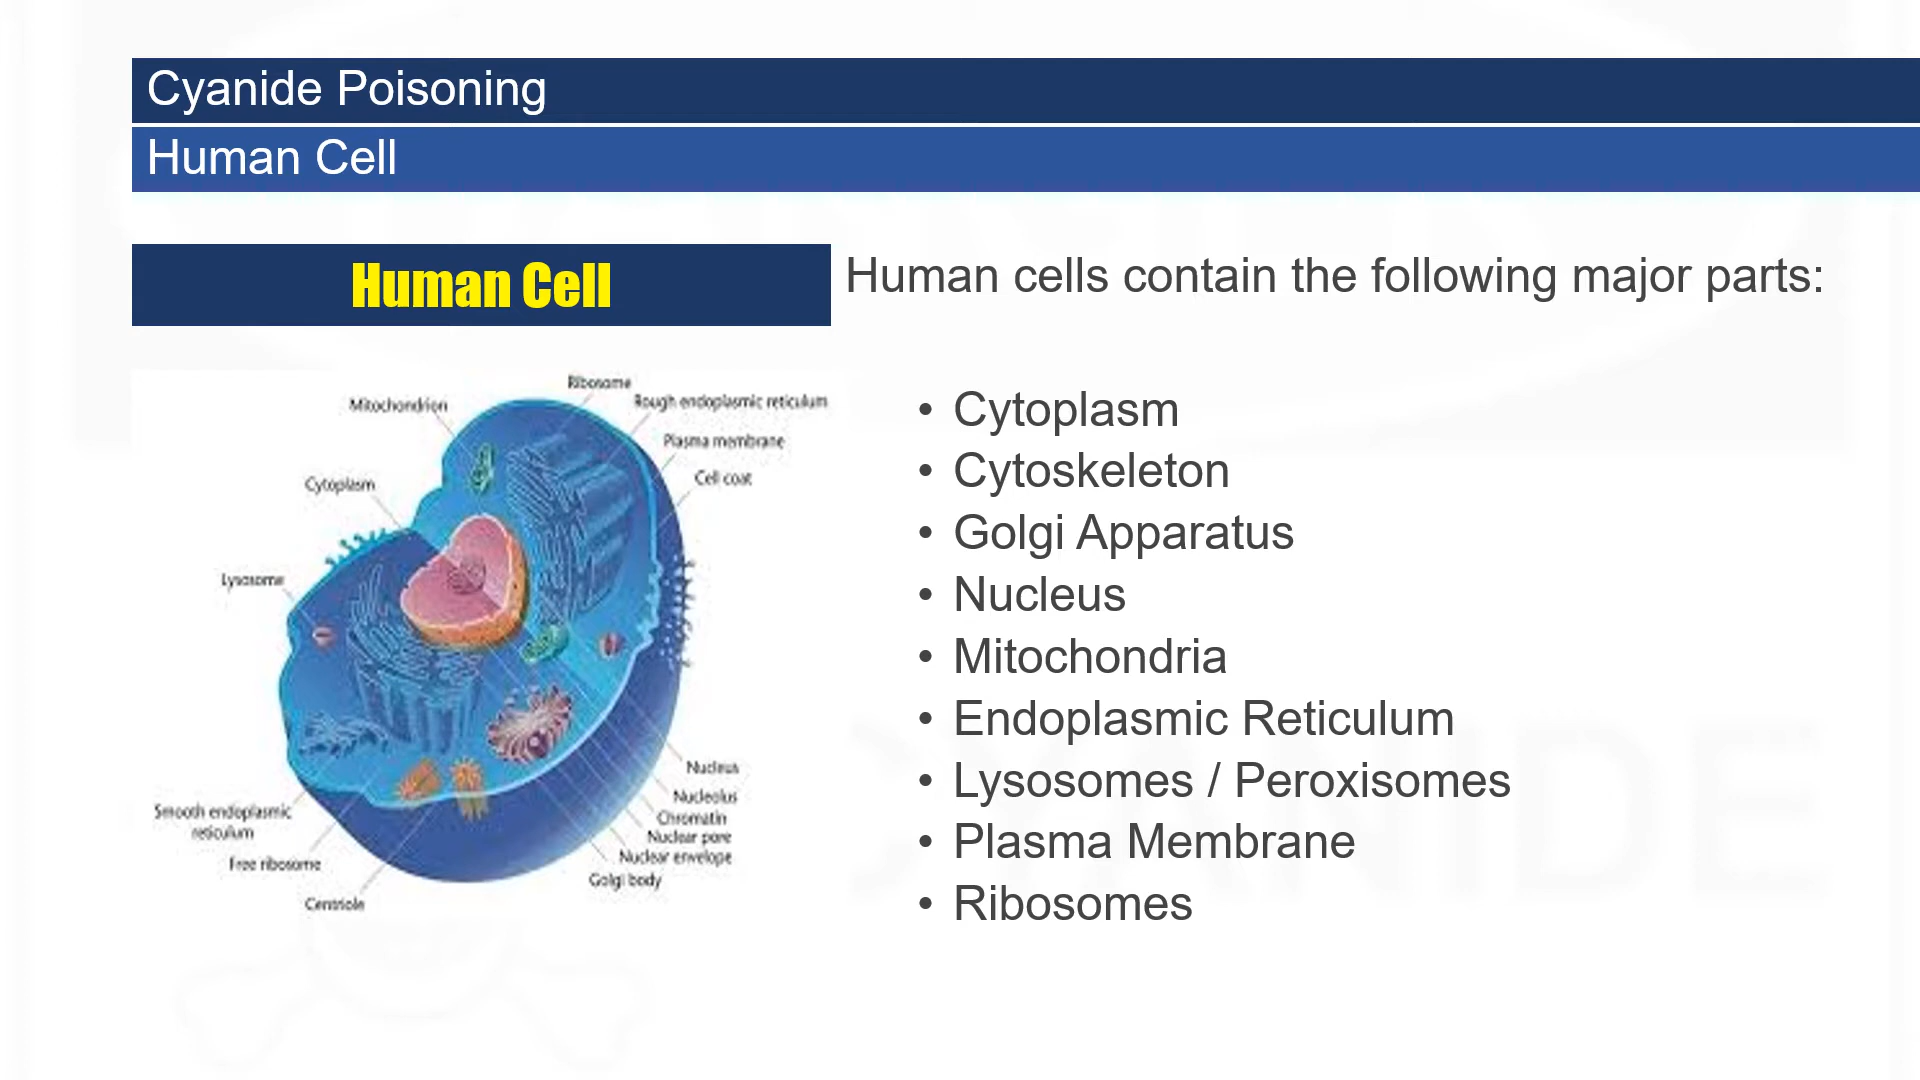 Cyanide Poisoning
Human Cell
Human Cell
Human cells contain the following major parts:
• Cytoplasm
• Cytoskeleton
• Golgi Apparatus
• Nucleus
• Mitochondria
• Endoplasmic Reticulum
• Lysosomes / Peroxisomes
• Plasma Membrane
• Ribosomes
Ribosome
Mitochondrion
Rough endoplasmic reticulum
Plasma membrane
Cell coat
Cytoplasm
Lysosome
Nucleus
Nucleolus
Chromatin
Nuclear pore
Nuclear envelope
Golgi body
Smooth endoplasmic
reticulum
Free ribosome
Centriole
CYANIDE